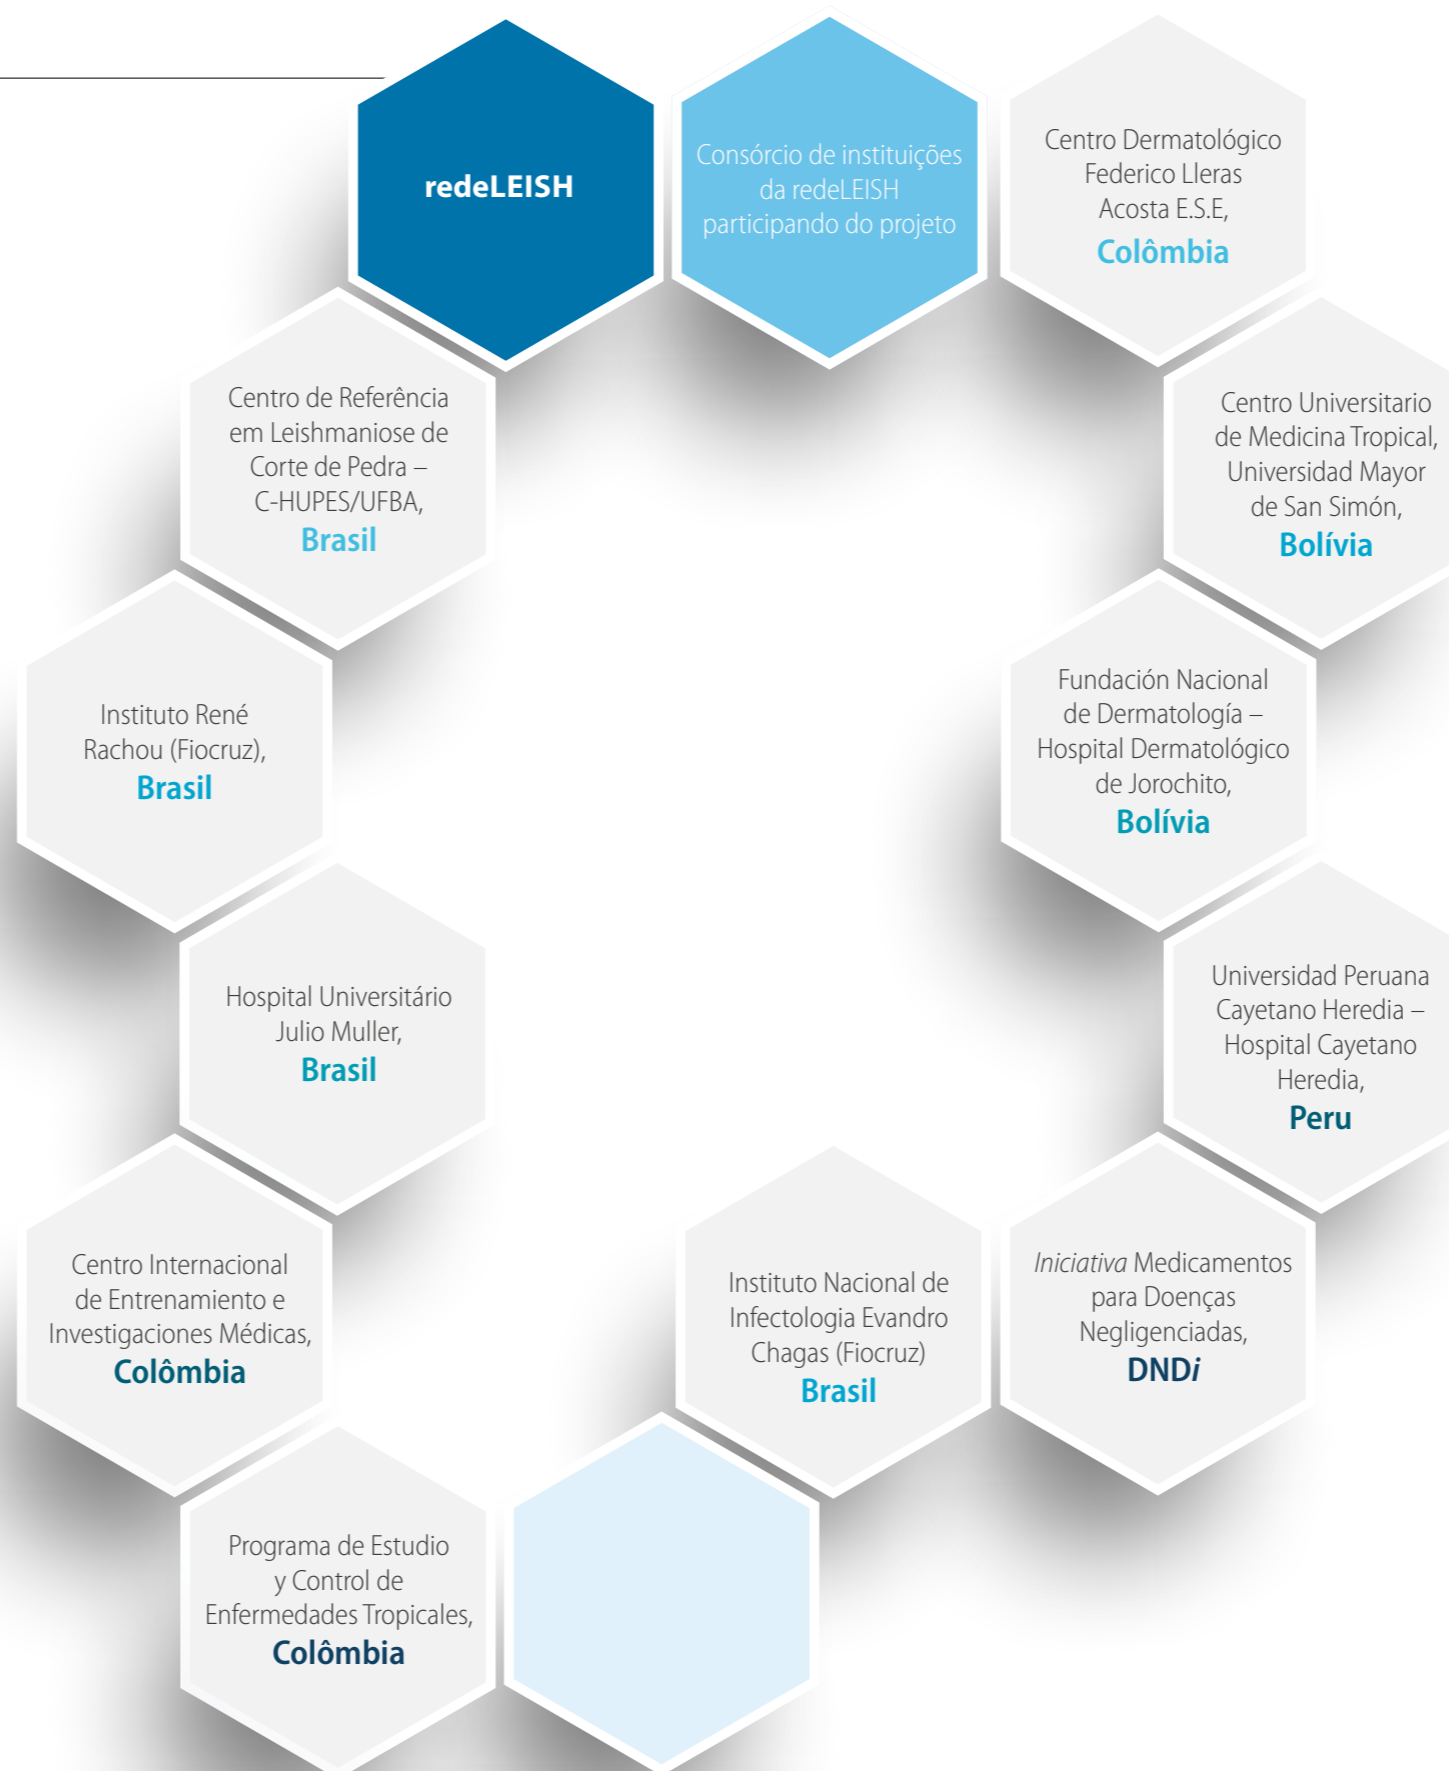 redeLEISH
Consórcio de instituições
da redeLEISH
participando do projeto
Centro Dermatológico
Federico Lleras
Acosta E.S.E,
Colômbia
Centro de Referência
em Leishmaniose de
Corte de Pedra –
C-HUPES/UFBA,
Brasil
Centro Universitario
de Medicina Tropical,
Universidad Mayor
de San Simón,
Bolívia
Instituto René
Rachou (Fiocruz),
Brasil
Fundación Nacional
de Dermatología –
Hospital Dermatológico
de Jorochito,
Bolívia
Hospital Universitário
Julio Muller,
Brasil
Universidad Peruana
Cayetano Heredia –
Hospital Cayetano
Heredia,
Peru
Centro Internacional
de Entrenamiento e
Investigaciones Médicas,
Colômbia
Instituto Nacional de
Infectologia Evandro
Chagas (Fiocruz)
Brasil
Iniciativa Medicamentos
para Doenças
Negligenciadas,
DNDi
Programa de Estudio
y Control de
Enfermedades Tropicales,
Colômbia